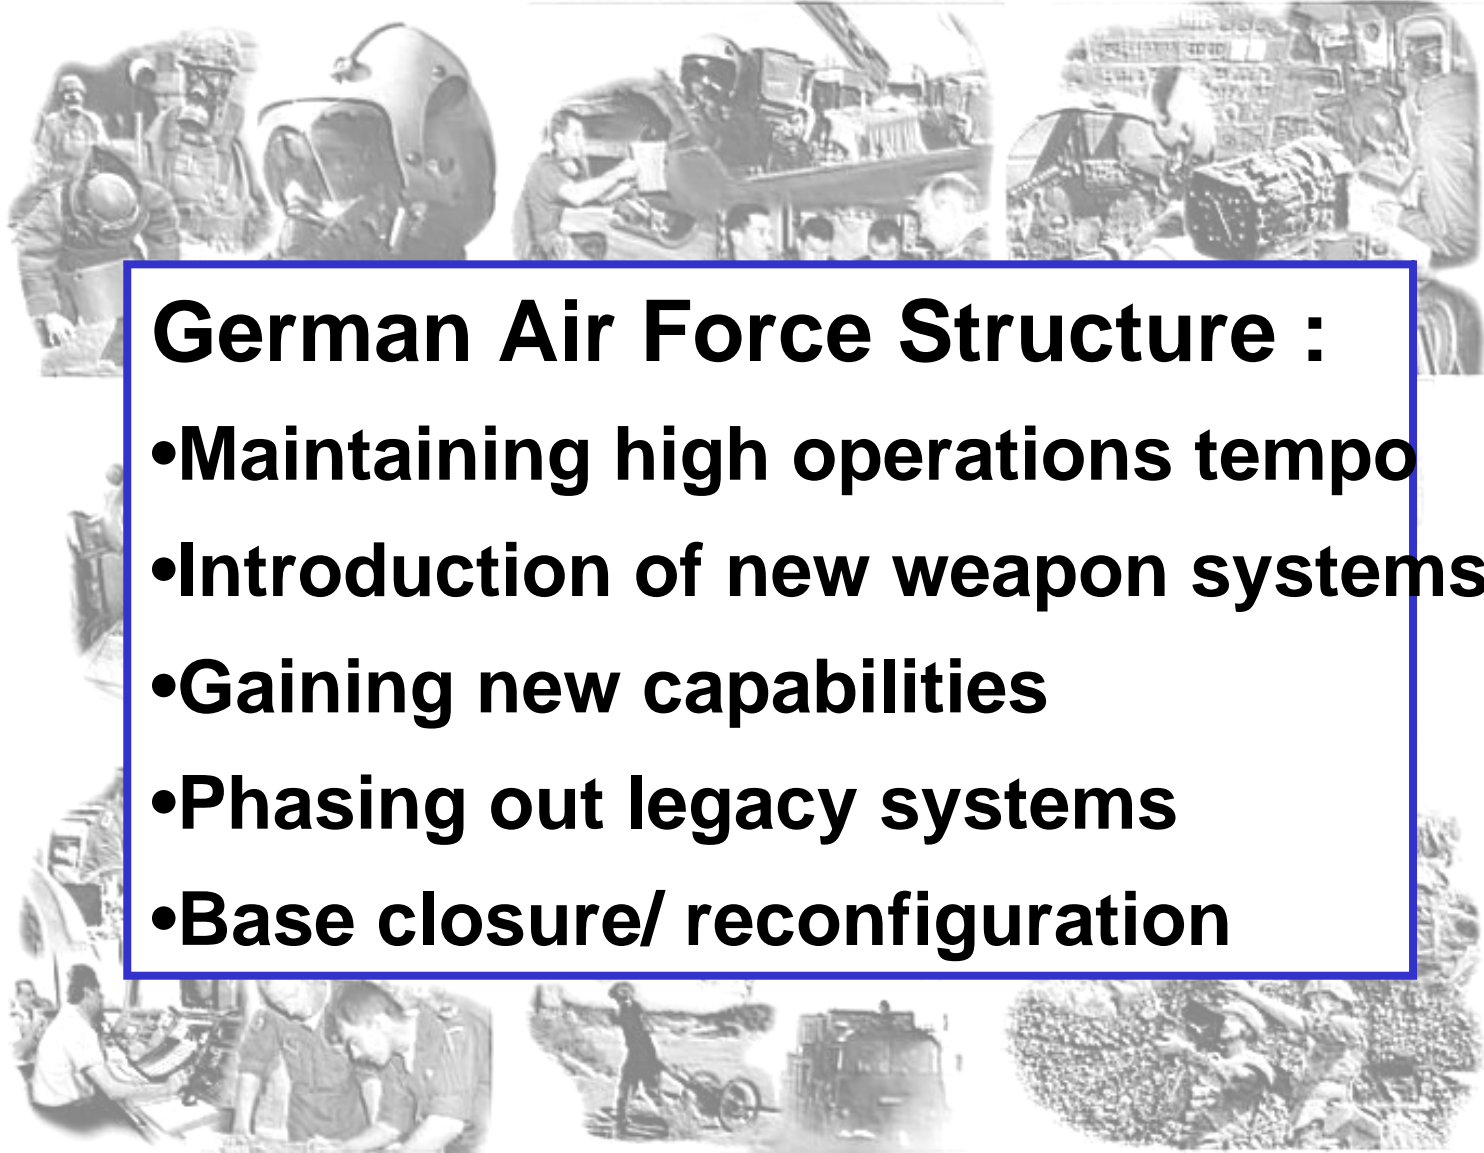 German Air Force Structure :
•Maintaining high operations tempo
•Introduction of new weapon systems
•Gaining new capabilities
•Phasing out legacy systems
•Base closure/ reconfiguration